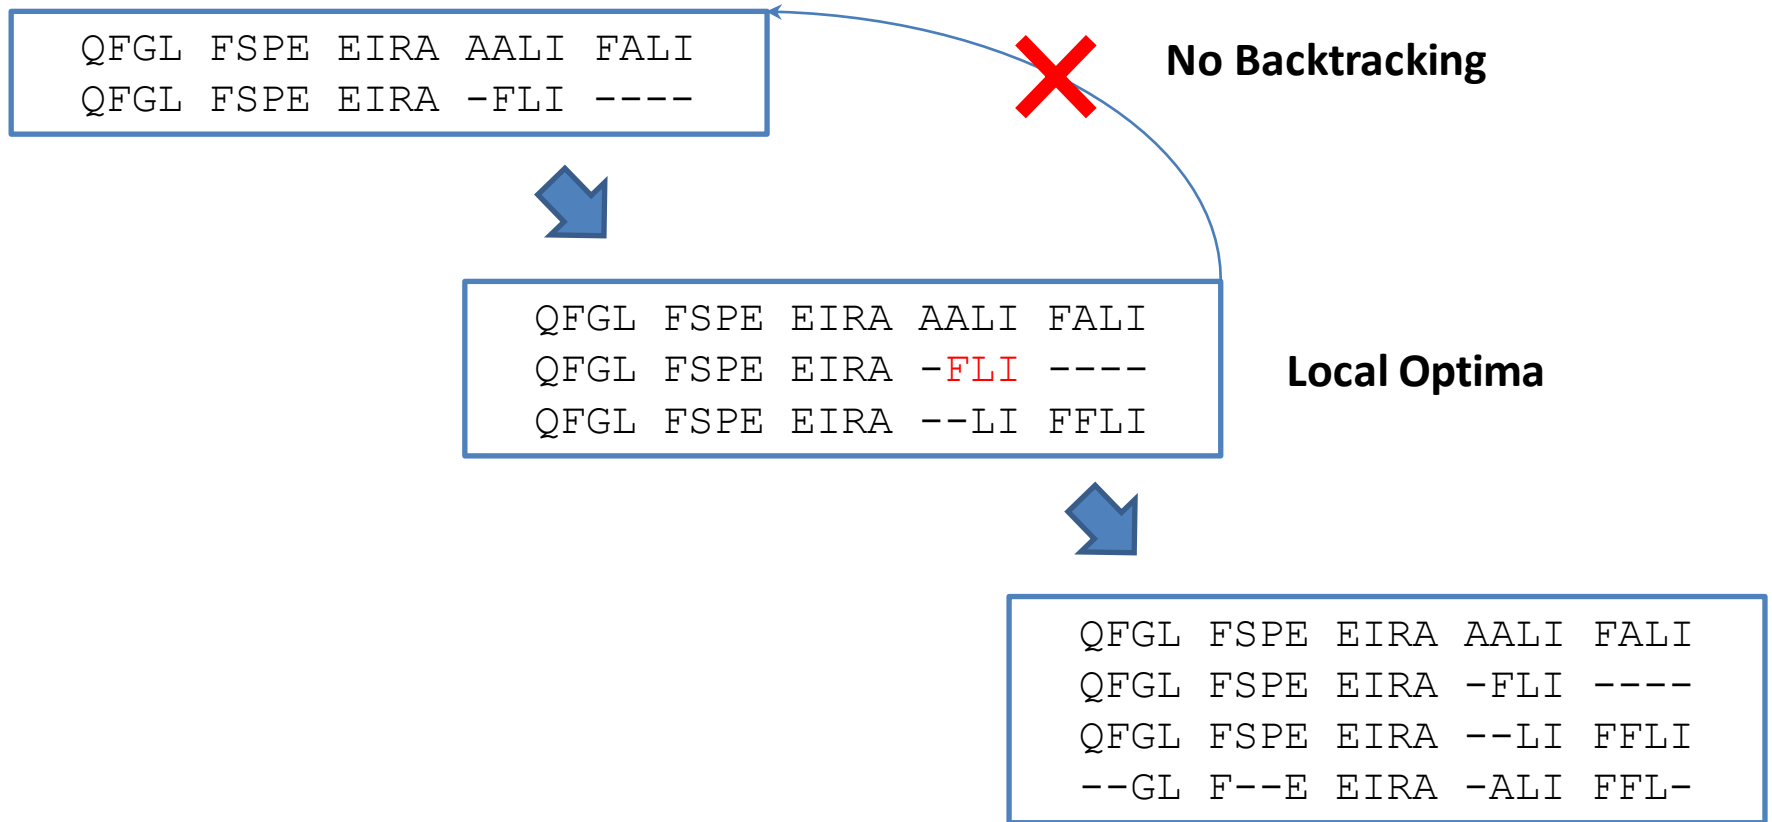 QFGL FSPE EIRA AALI FALI
QFGL FSPE EIRA -FLI ----
No Backtracking
QFGL FSPE EIRA AALI FALI
QFGL FSPE EIRA -FLI ----
QFGL FSPE EIRA --LI FFLI
Local Optima
QFGL FSPE EIRA AALI FALI
QFGL FSPE EIRA -FLI ----
QFGL FSPE EIRA --LI FFLI
--GL F--E EIRA -ALI FFL-